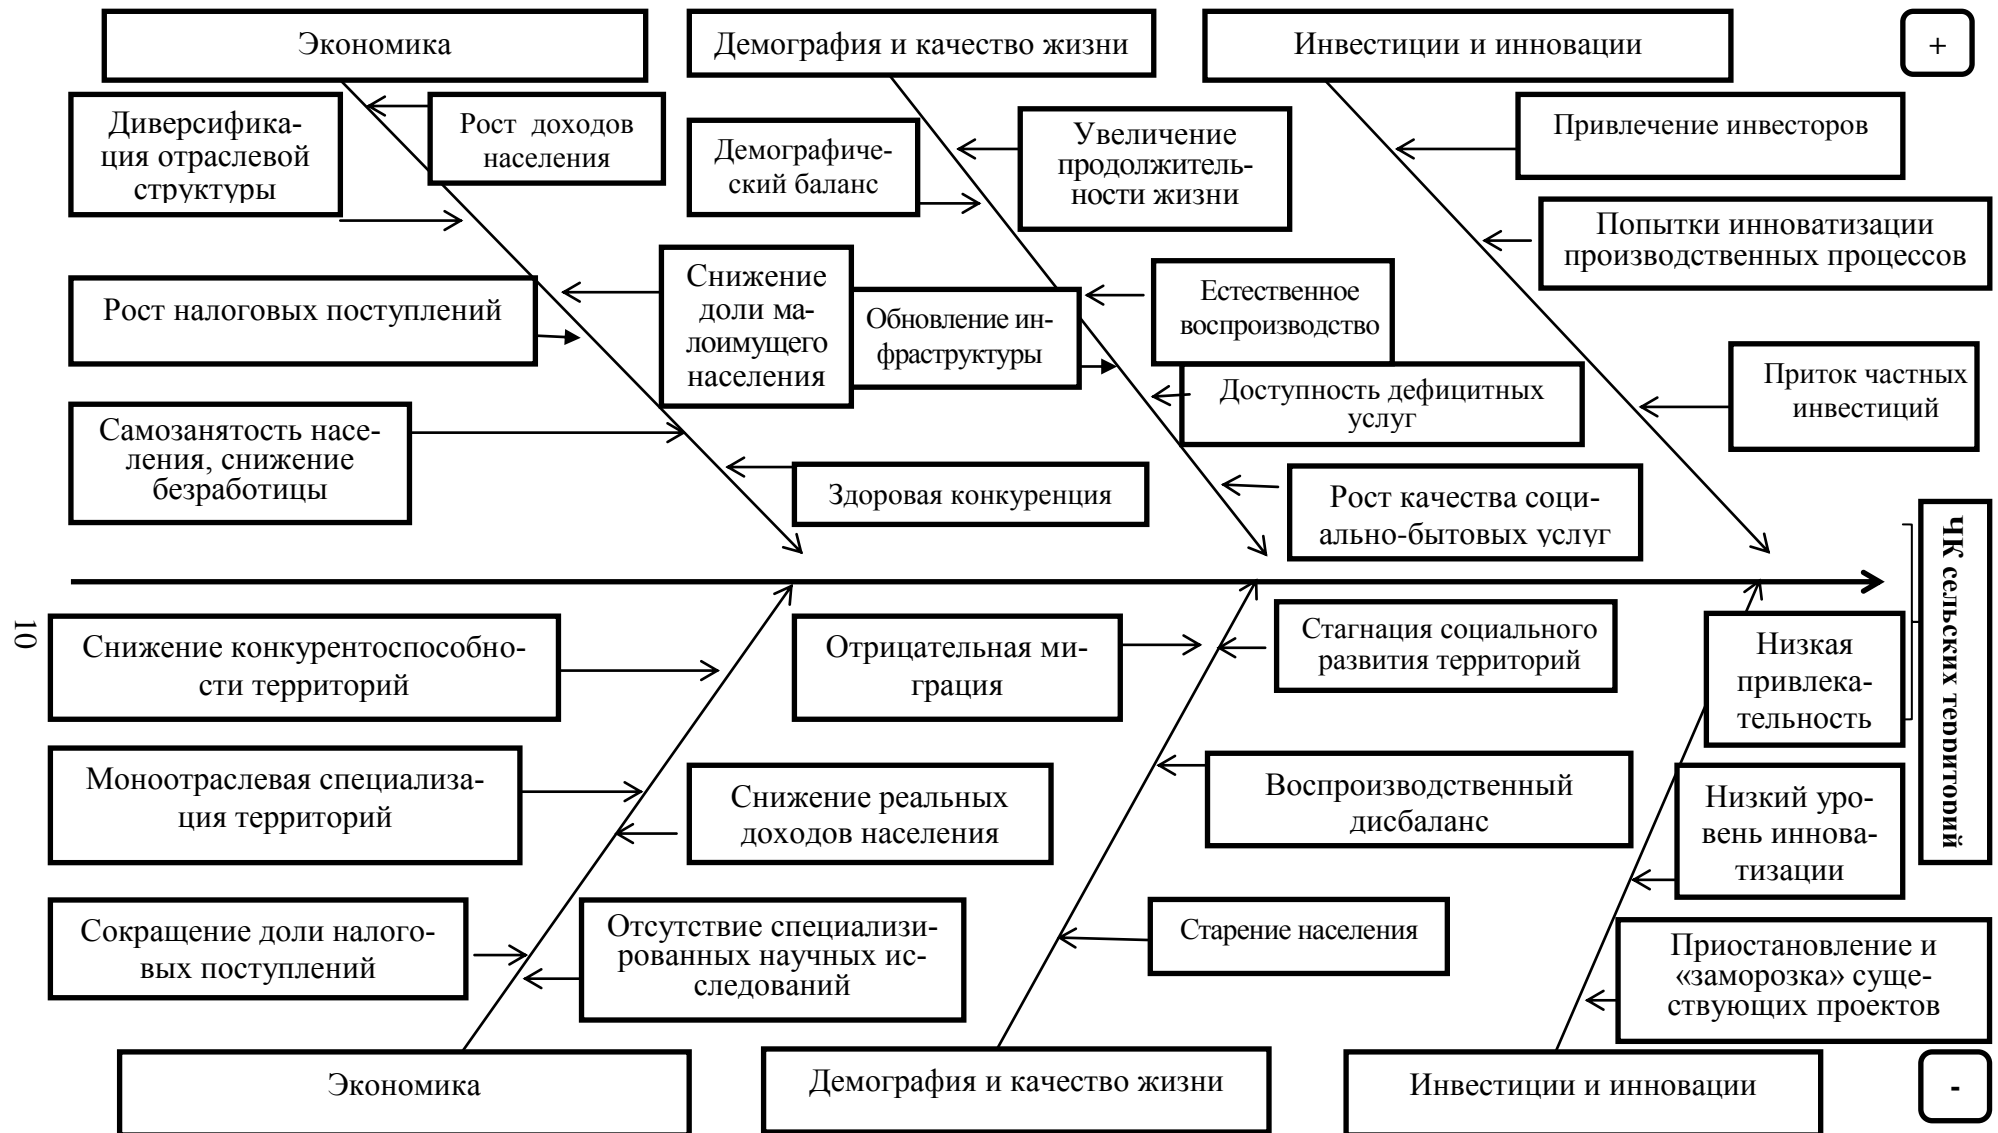 Экономика
Демография и качество жизни
Инвестиции и инновации
+
Диверсифика-
ция отраслевой
структуры
Рост доходов
населения
Демографиче-
ский баланс
Увеличение
продолжитель-
ности жизни
Привлечение инвесторов
Попытки инноватизации
производственных процессов
Рост налоговых поступлений
Снижение
доли ма-
лоимущего
населения
Обновление ин-
фраструктуры
Естественное
воспроизводство
Доступность дефицитных
услуг
Приток частных
инвестиций
Самозанятость насе-
ления, снижение
безработицы
Здоровая конкуренция
Рост качества соци-
ально-бытовых услуг
ЧК сельских территорий
10
Снижение конкурентоспособно-
сти территорий
Отрицательная ми-
грация
Стагнация социального
развития территорий
Низкая
привлека-
тельность
Моноотраслевая специализа-
ция территорий
Снижение реальных
доходов населения
Воспроизводственный
дисбаланс
Низкий уро-
вень иннова-
тизации
Сокращение доли налого-
вых поступлений
Отсутствие специализи-
рованных научных ис-
следований
Старение населения
Приостановление и
«заморозка» суще-
ствующих проектов
Экономика
Демография и качество жизни
Инвестиции и инновации
-